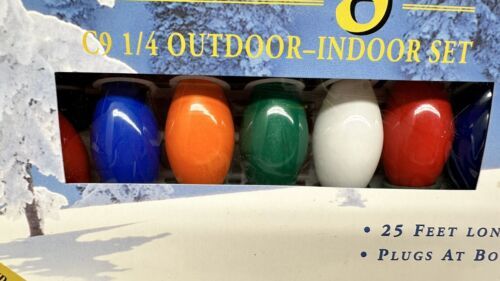 C9 1/4 OUTDOOR–INDOOR SET
• 25 FEET LON
• PLUGS AT BO